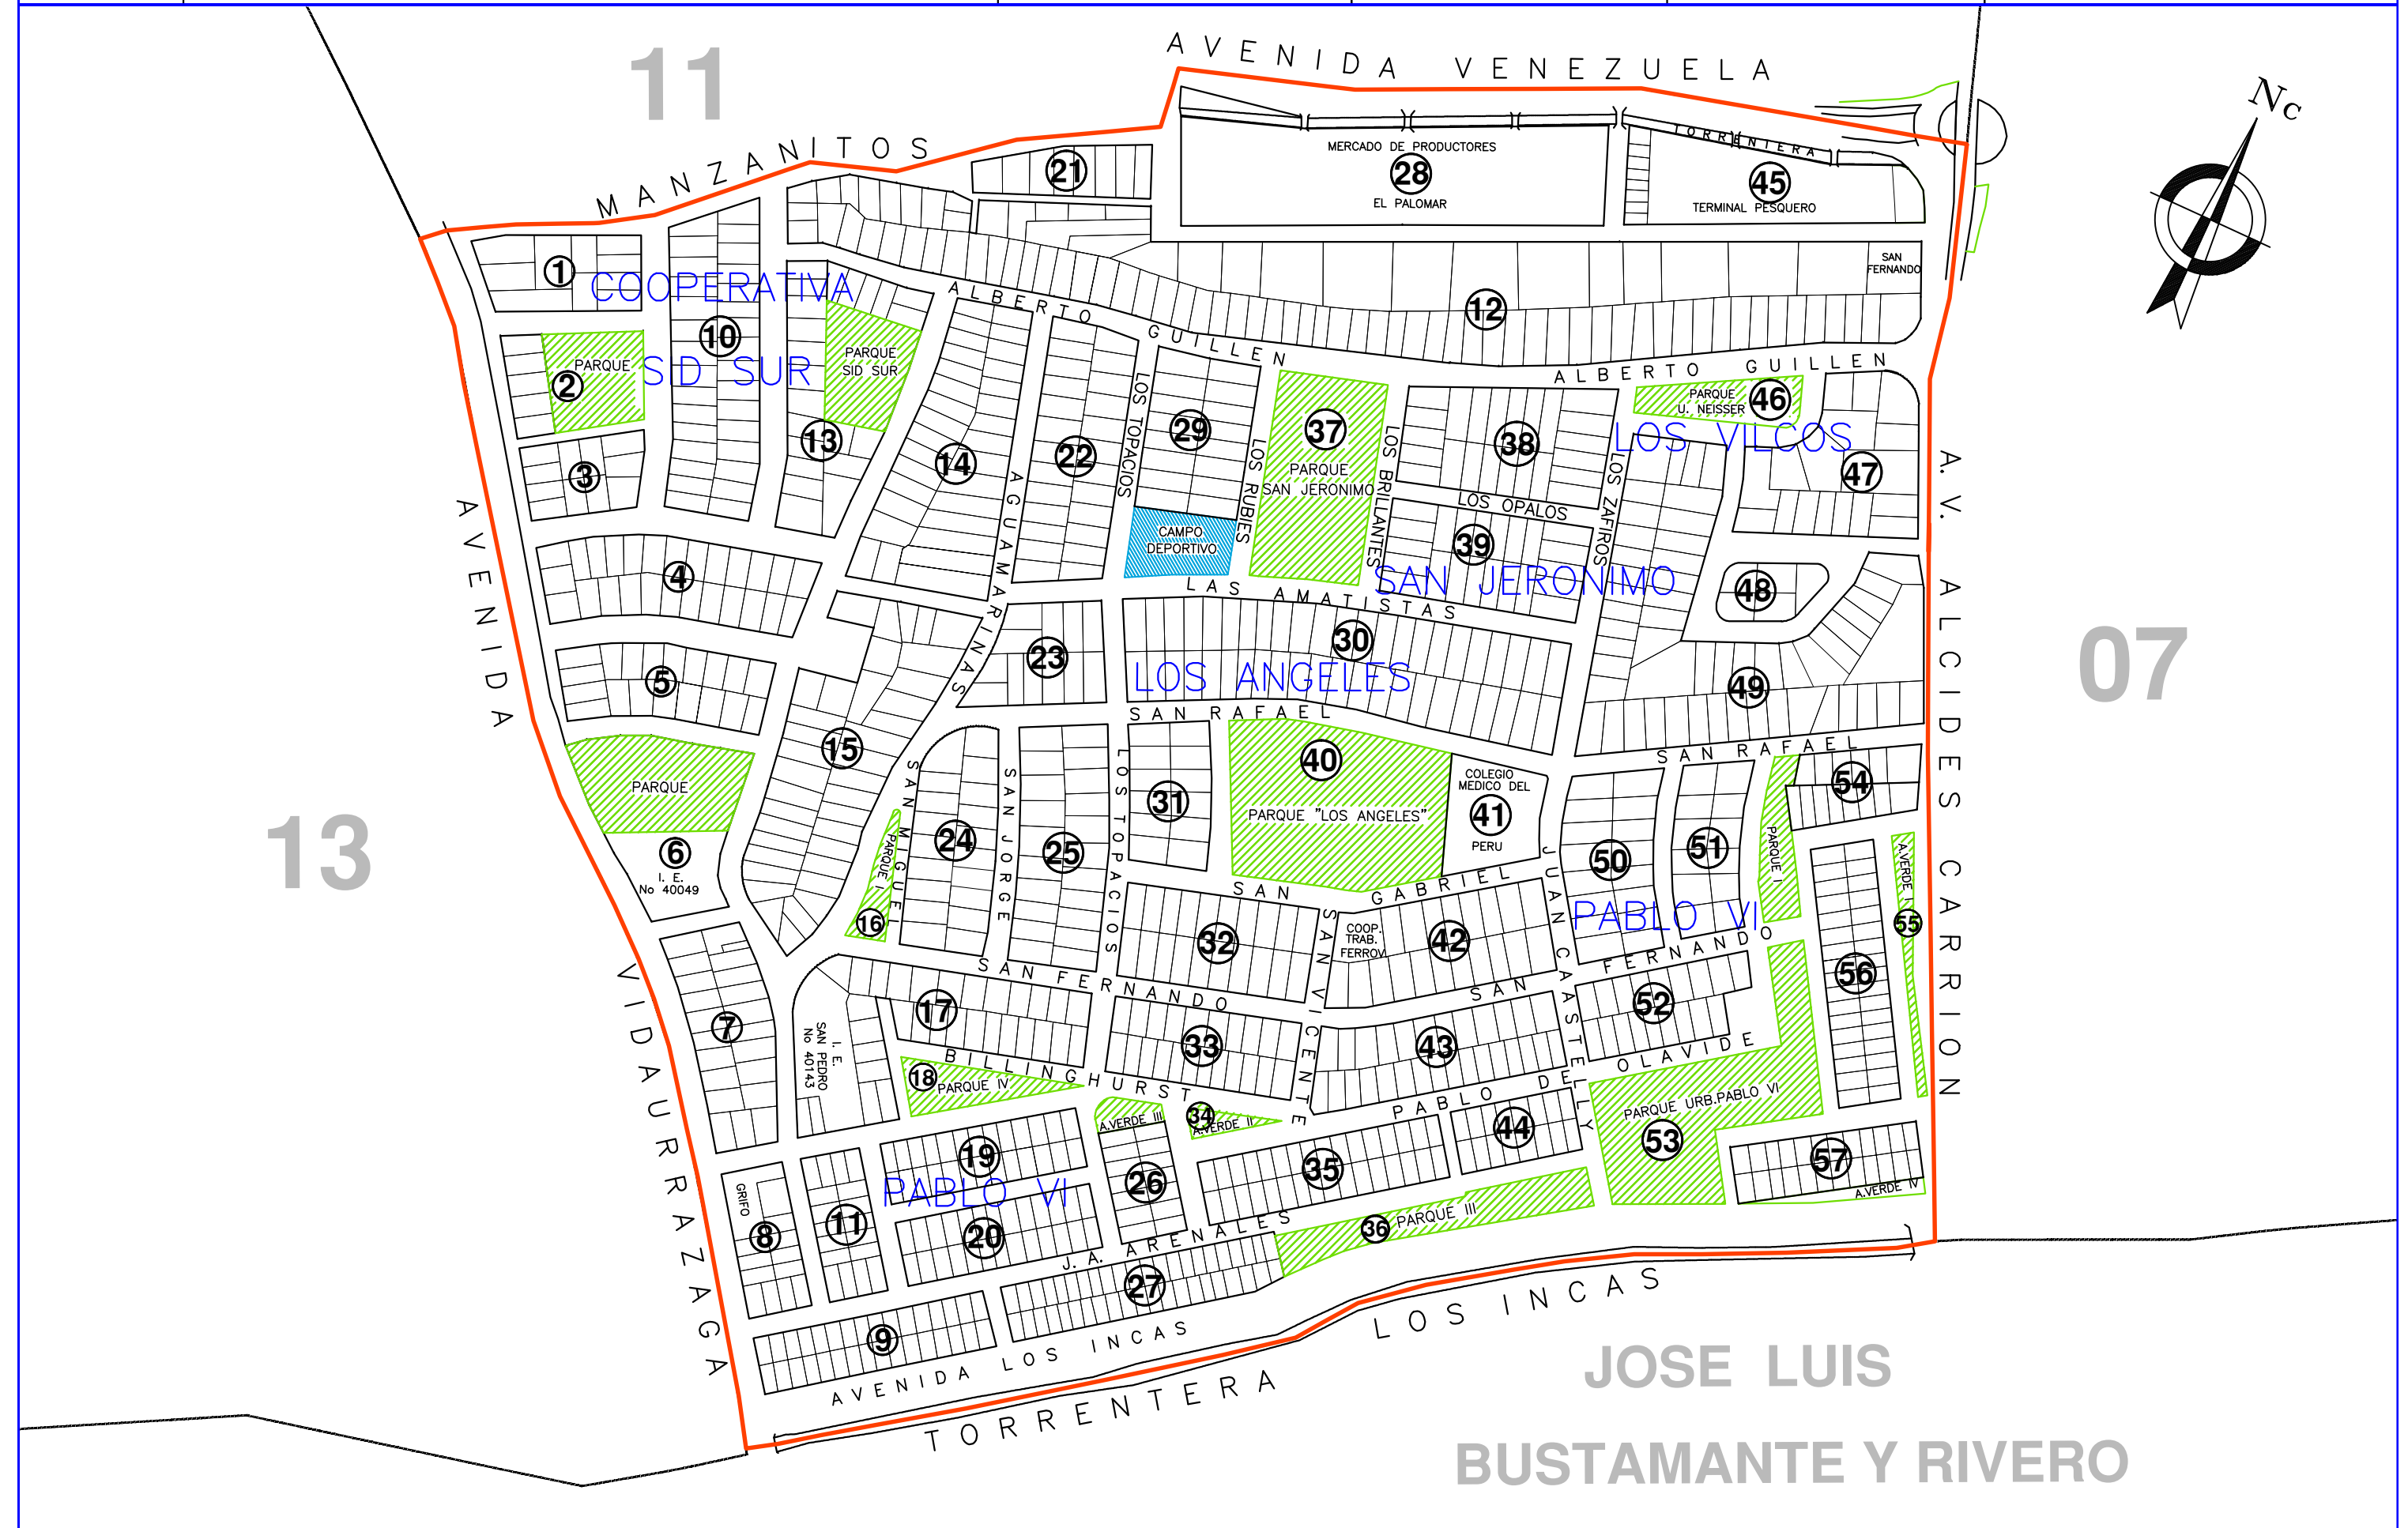 AVENIDA VENEZUELA
11
Nc
MANZANITOS
TORRENTERA
21
MERCADO DE PRODUCTORES
28
EL PALOMAR
45
TERMINAL PESQUERO
SAN
FERNANDO
1
COOPERATIVA
10
SID SUR
PARQUE
2
PARQUE
SID SUR
13
3
12
ALBERTO GUILLEN
ALBERTO GUILLEN
14
22
LOS TOPACIOS
29
LOS RUBIES
37
PARQUE
SAN JERONIMO
LOS BRILLANTES
38
LOS ZAFIROS
PARQUE
U. NEISSER
46
LOS VILCOS
47
A.V. ALCIDES CARRION
AGUAMARINAS
CAMPO
DEPORTIVO
LOS OPALOS
39
SAN JERONIMO
48
LAS AMATISTAS
4
5
23
30
LOS ANGELES
49
07
AVENIDA VIDAURRAZAGA
SAN RAFAEL
SAN RAFAEL
15
PARQUE
6
I. E.
No 40049
13
SAN MIGUEL
PARQUE I
16
24
SAN JORGE
25
LOS TOPACIOS
31
40
PARQUE "LOS ANGELES"
COLEGIO
MEDICO DEL
41
PERU
50
51
PARQUE I
54
A.VERDE I
55
56
PABLO VI
JUAN CAASTELLY
SAN GABRIEL
32
SAN VICENTE
COOP.
TRAB.
FERROV.
42
SAN FERNANDO
SAN FERNANDO
7
I. E.
SAN PEDRO
No 40143
17
33
43
52
BILLINGHURST
18
PARQUE IV
PABLO DE OLAVIDE
A.VERDE III
34
A.VERDE II
44
PARQUE URB.PABLO VI
53
57
A.VERDE IV
19
PABLO VI
20
26
35
36
PARQUE III
GRIFO
8
11
J. A. ARENALES
27
9
AVENIDA LOS INCAS
TORRENTERA LOS INCAS
JOSE LUIS
BUSTAMANTE Y RIVERO